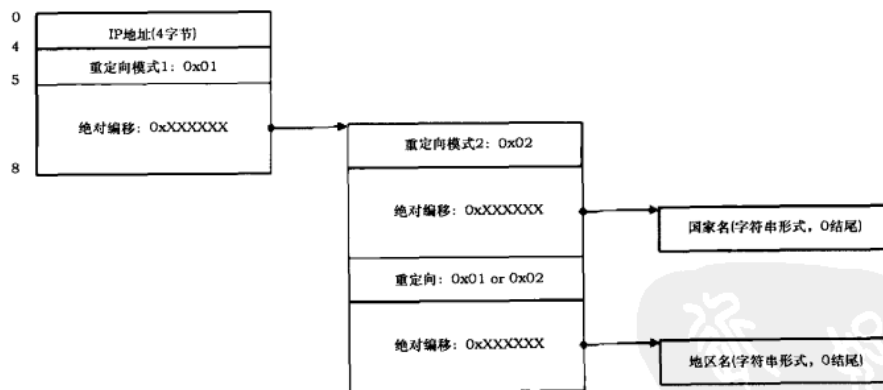 0
IP地址(4字节)
4
重定向模式1: 0x01
5
绝对编移: 0xXXXXXX
8
重定向模式2: 0x02
绝对编移: 0xXXXXXX
国家名(字符串形式, 0结尾)
重定向: 0x01 or 0x02
绝对编移: 0xXXXXXX
地区名(字符串形式, 0结尾)